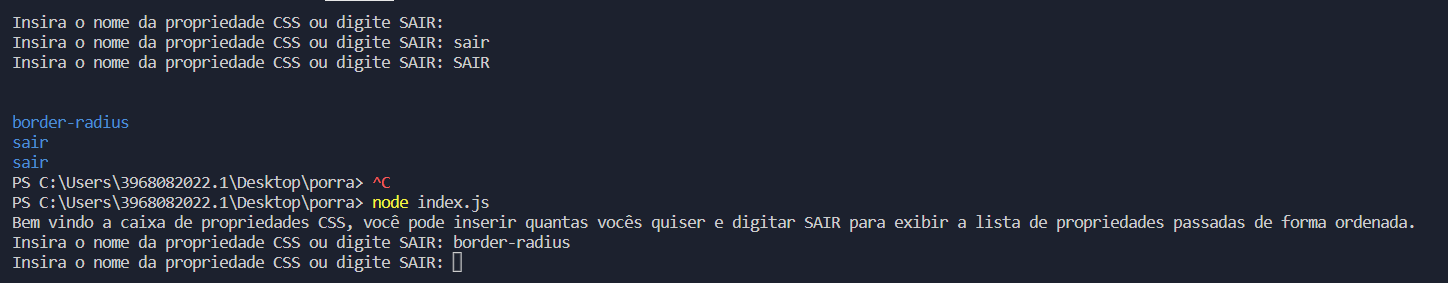 Insira o nome da propriedade CSS ou digite SAIR:
Insira o nome da propriedade CSS ou digite SAIR: sair
Insira o nome da propriedade CSS ou digite SAIR: SAIR
border-radius
sair
sair
PS C:\Users\3968082022.1\Desktop\porra> ^C
PS C:\Users\3968082022.1\Desktop\porra> node index.js
Bem vindo a caixa de propriedades CSS, você pode inserir quantas vocês quiser e digitar SAIR para exibir a lista de propriedades passadas de forma ordenada.
Insira o nome da propriedade CSS ou digite SAIR: border-radius
Insira o nome da propriedade CSS ou digite SAIR: